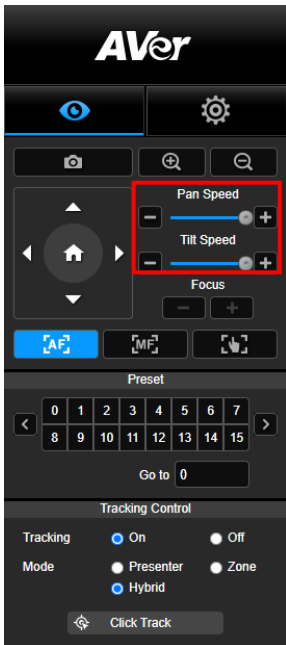 AVer
Pan Speed
Tilt Speed
Focus
AF
MF
Preset
0 1 2 3 4 5 6 7
8 9 10 11 12 13 14 15
Go to 0
Tracking Control
Tracking On Off
Mode Presenter Zone
Hybrid
Click Track